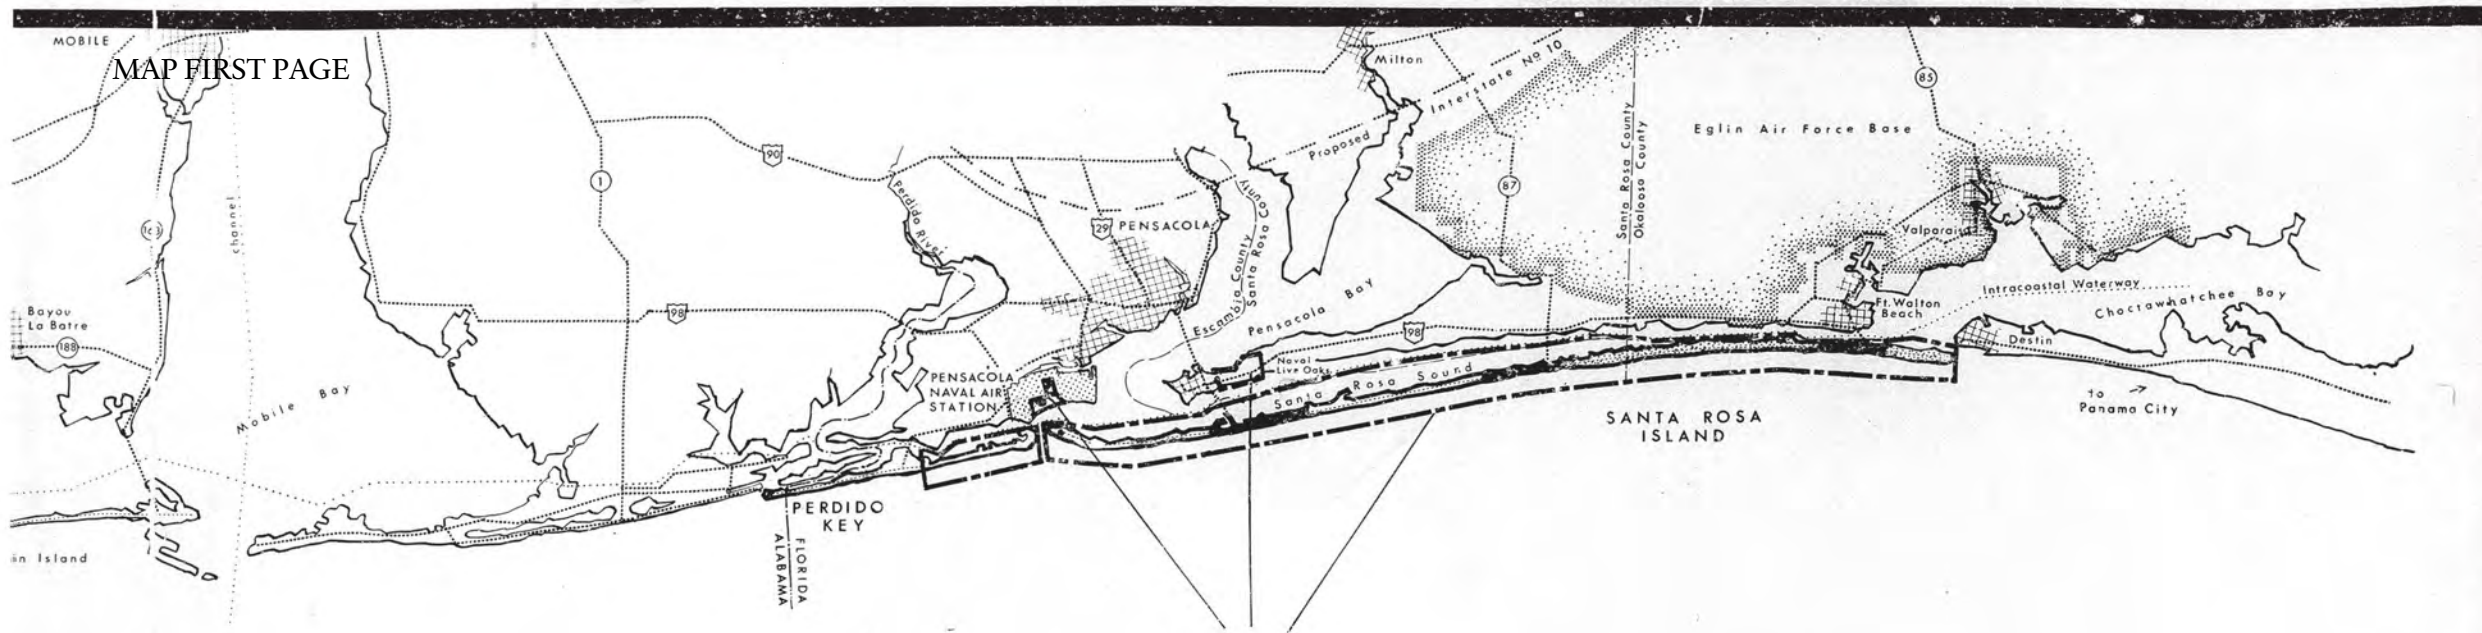 MOBILE
MAP FIRST PAGE
channel
163
Bayou
La Batre
188
Mobile Bay
in Island
1
90
98
Perdido River
29
PENSACOLA
PENSACOLA
NAVAL AIR
STATION
PERDIDO
KEY
FLORIDA
ALABAMA
Escambia County
Santa Rosa County
Pensacola Bay
Milton
Proposed Interstate No 10
87
98
Naval
Live Oaks
Santa Rosa Sound
SANTA ROSA
ISLAND
Santa Rosa County
Okaloosa County
Eglin Air Force Base
85
Valparaiso
Ft. Walton
Beach
Intracoastal Waterway
Choctawhatchee Bay
Destin
to
Panama City